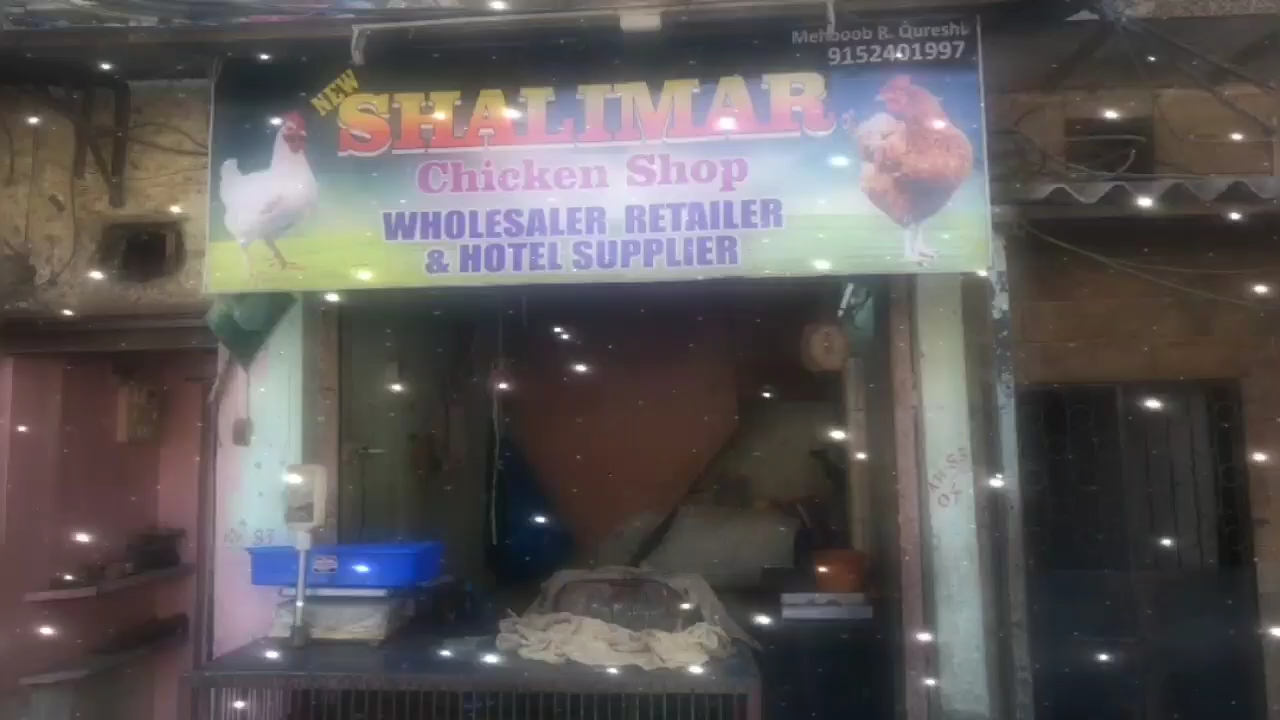 Mehboob R. Qureshi
9152401997
NEW
SHALIMAR
Chicken Shop
WHOLESALER RETAILER
& HOTEL SUPPLIER